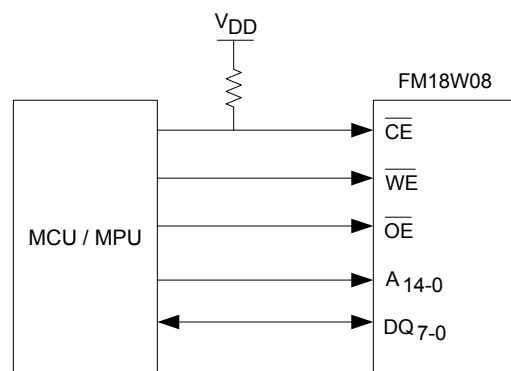 VDD
FM18W08
CE
WE
MCU / MPU
OE
A14-0
DQ7-0